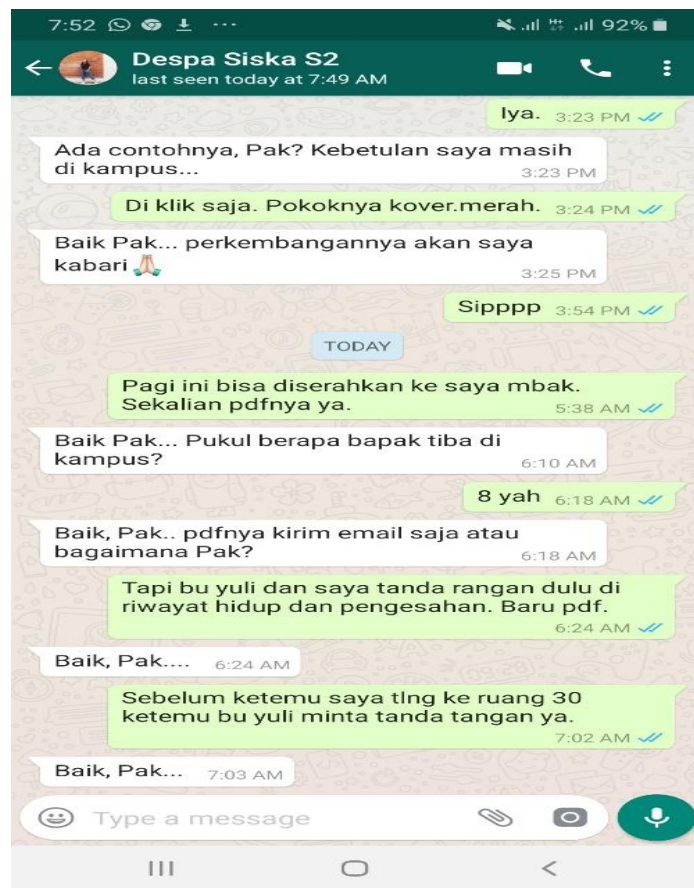 7:52 92%
Despa Siska S2
last seen today at 7:49 AM
Iya. 3:23 PM
Ada contohnya, Pak? Kebetulan saya masih
di kampus... 3:23 PM
Di klik saja. Pokoknya kover.merah. 3:24 PM
Baik Pak... perkembangannya akan saya
kabari 🙏🏻 3:25 PM
Sipppp 3:54 PM
TODAY
Pagi ini bisa diserahkan ke saya mbak.
Sekalian pdfnya ya. 5:38 AM
Baik Pak... Pukul berapa bapak tiba di
kampus? 6:10 AM
8 yah 6:18 AM
Baik, Pak.. pdfnya kirim email saja atau
bagaimana Pak? 6:18 AM
Tapi bu yuli dan saya tanda rangan dulu di
riwayat hidup dan pengesahan. Baru pdf.
6:24 AM
Baik, Pak.... 6:24 AM
Sebelum ketemu saya tlng ke ruang 30
ketemu bu yuli minta tanda tangan ya.
7:02 AM
Baik, Pak... 7:03 AM
Type a message